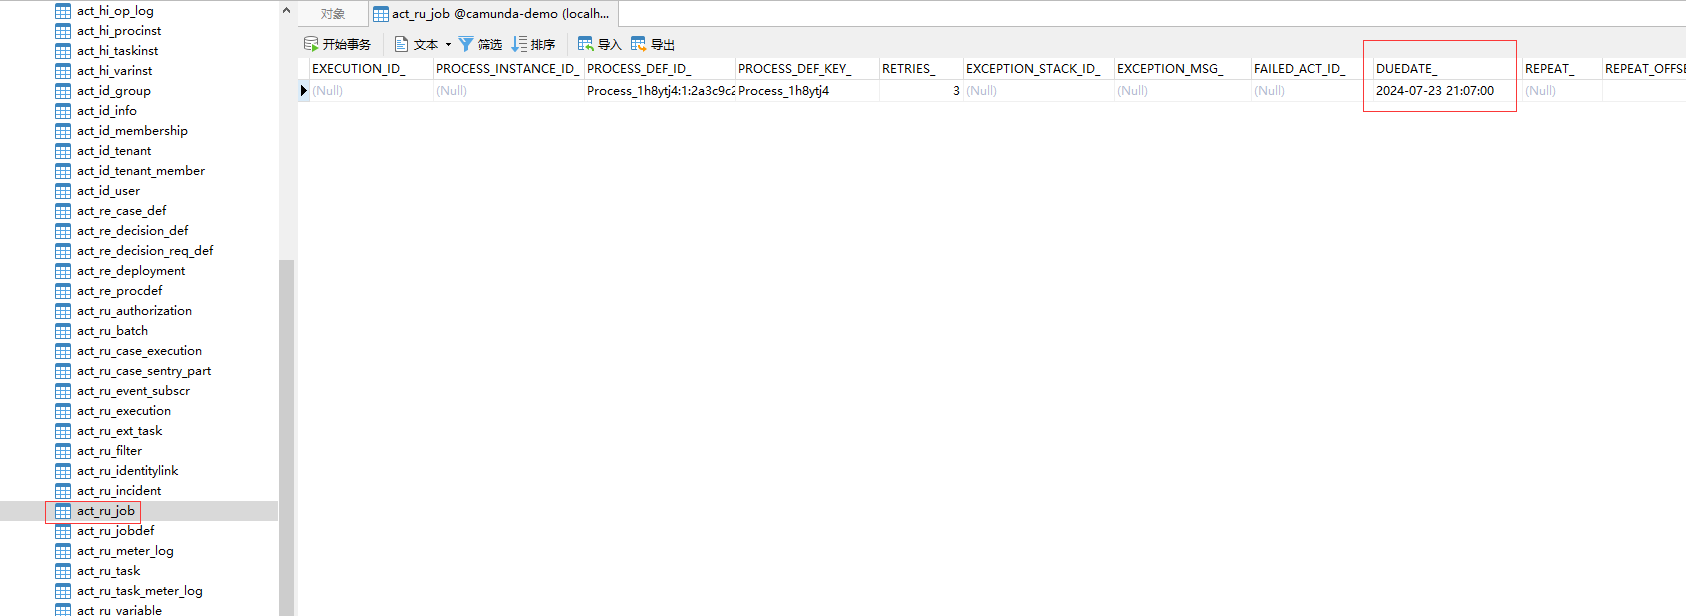 act_hi_op_log
act_hi_procinst
act_hi_taskinst
act_hi_varinst
act_id_group
act_id_info
act_id_membership
act_id_tenant
act_id_tenant_member
act_id_user
act_re_case_def
act_re_decision_def
act_re_decision_req_def
act_re_deployment
act_re_procdef
act_ru_authorization
act_ru_batch
act_ru_case_execution
act_ru_case_sentry_part
act_ru_event_subscr
act_ru_execution
act_ru_ext_task
act_ru_filter
act_ru_identitylink
act_ru_incident
act_ru_job
act_ru_jobdef
act_ru_meter_log
act_ru_task
act_ru_task_meter_log
act_ru_variable
对象 act_ru_job @camunda-demo (localh...
开始事务 文本 筛选 排序 导入 导出
EXECUTION_ID_ PROCESS_INSTANCE_ID_ PROCESS_DEF_ID_ PROCESS_DEF_KEY_ RETRIES_ EXCEPTION_STACK_ID_ EXCEPTION_MSG_ FAILED_ACT_ID_ DUEDATE_ REPEAT_ REPEAT_OFFSE
(Null) (Null) Process_1h8ytj4:1:2a3c9c2 Process_1h8ytj4 3 (Null) (Null) (Null) 2024-07-23 21:07:00 (Null)